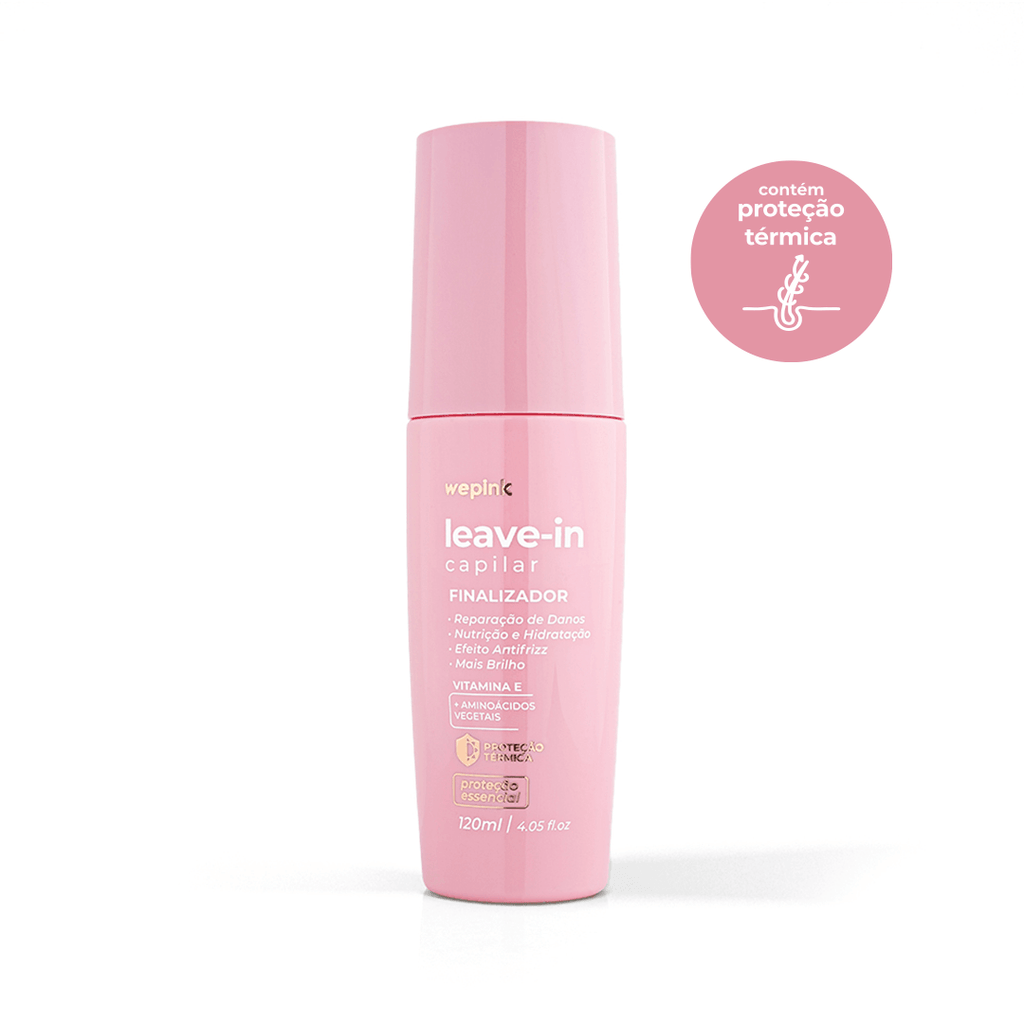 contém
proteção
térmica
wepink
leave-in
capilar
FINALIZADOR
• Reparação de Danos
• Nutrição e Hidratação
• Efeito Antifrizz
• Mais Brilho
VITAMINA E
+ AMINOÁCIDOS
VEGETAIS
PROTEÇÃO
TÉRMICA
proteção
essencial
120ml | 4.05 fl.oz